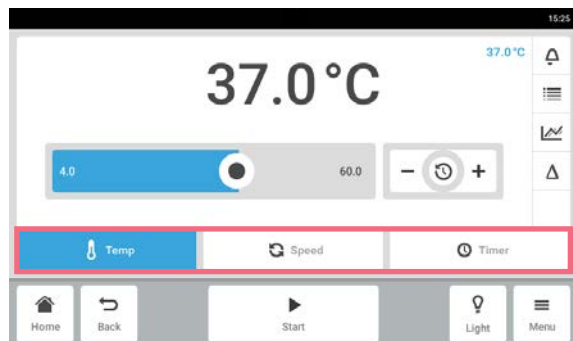 15:25
37.0°C
37.0°C
4.0
60.0
Temp
Speed
Timer
Home
Back
Start
Light
Menu